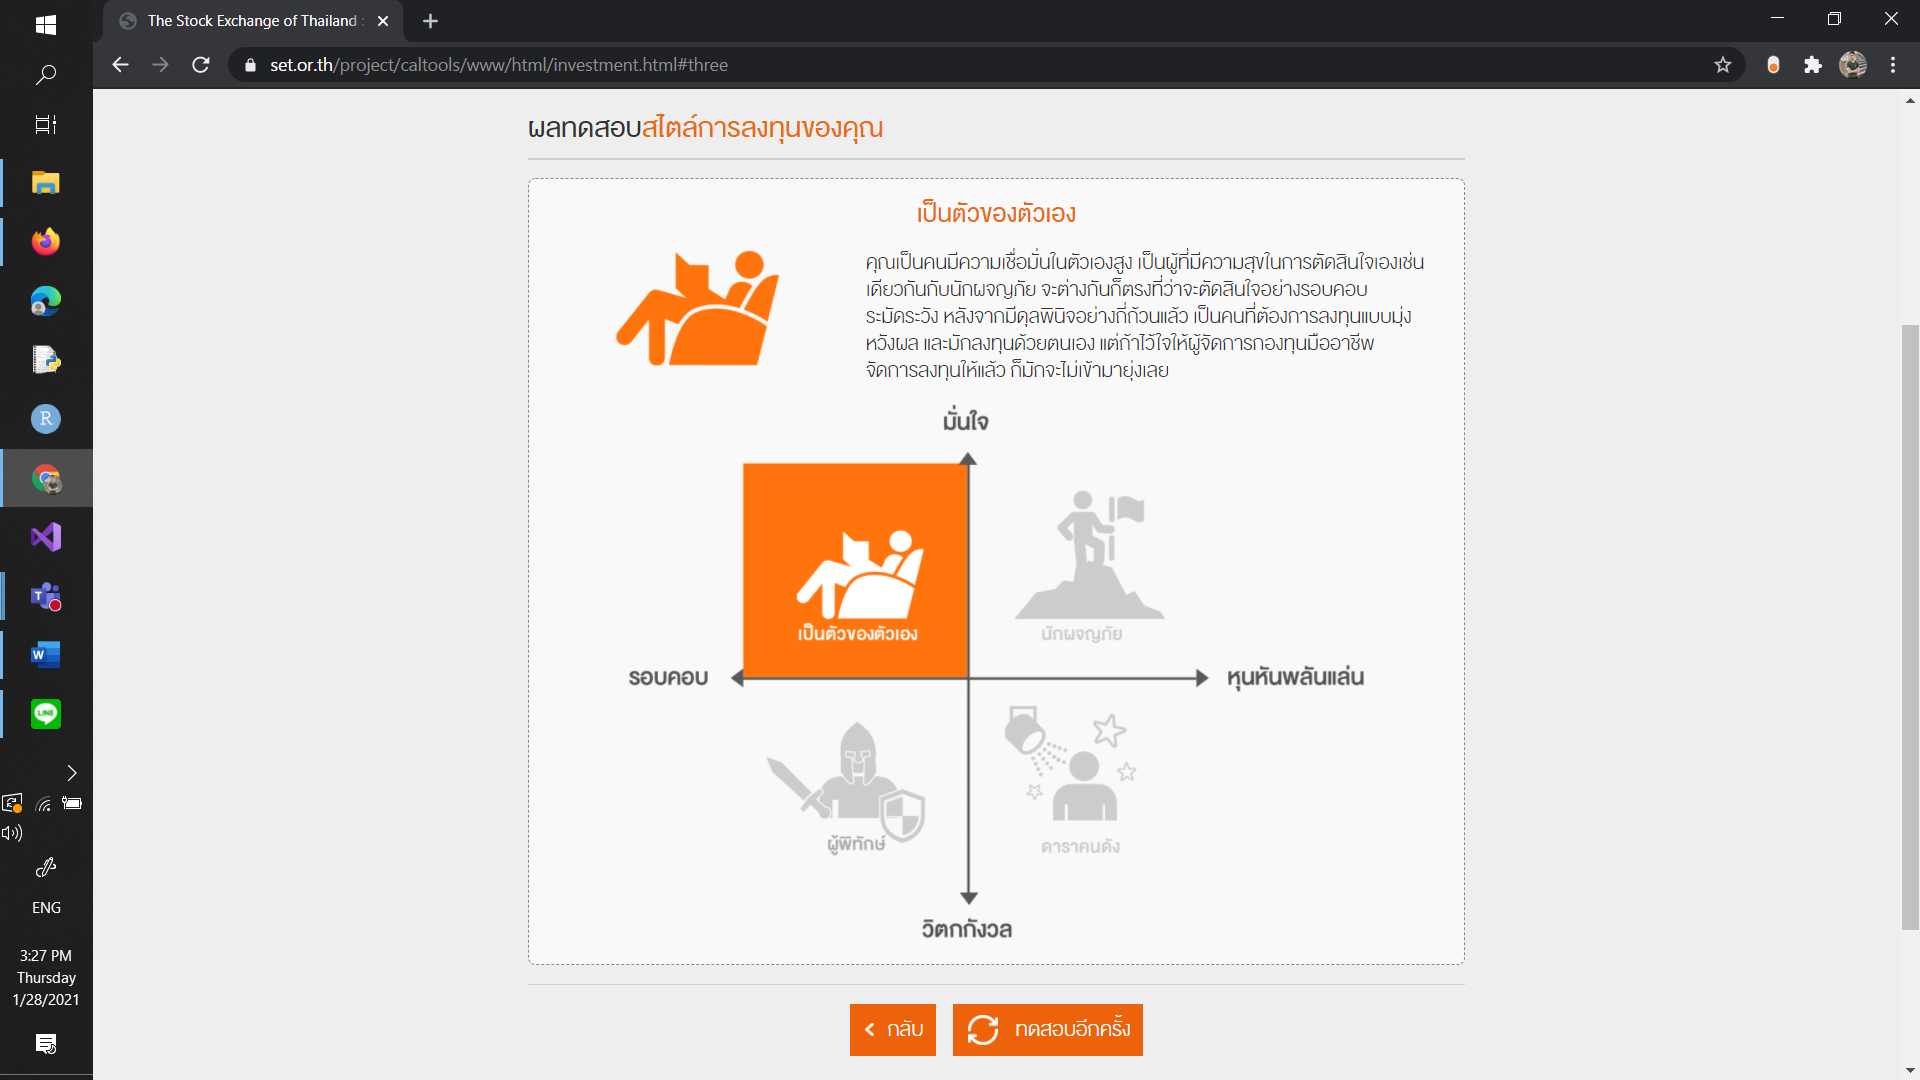 The Stock Exchange of Thailand :
set.or.th/project/caltools/www/html/investment.html#three
ผลทดสอบสไตล์การลงทุนของคุณ
เป็นตัวของตัวเอง
คุณเป็นคนมีความเชื่อมั่นในตัวเองสูง เป็นผู้ที่มีความสุขในการตัดสินใจเองเช่น
เดียวกันกับนักผจญภัย จะต่างกันก็ตรงที่ว่าจะตัดสินใจอย่างรอบคอบ
ระมัดระวัง หลังจากมีดุลพินิจอย่างถี่ถ้วนแล้ว เป็นคนที่ต้องการลงทุนแบบมุ่ง
หวังผล และมักลงทุนด้วยตนเอง แต่ถ้าไว้ใจให้ผู้จัดการกองทุนมืออาชีพ
จัดการลงทุนให้แล้ว ก็มักจะไม่เข้ามายุ่งเลย
มั่นใจ
เป็นตัวของตัวเอง
นักผจญภัย
รอบคอบ
หุนหันพลันแล่น
ผู้พิทักษ์
ดาราคนดัง
วิตกกังวล
กลับ
ทดสอบอีกครั้ง
R
T
W
LINE
ENG
3:27 PM
Thursday
1/28/2021